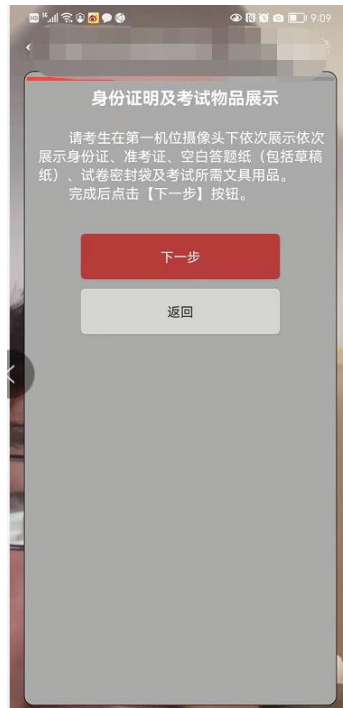 9:09
身份证明及考试物品展示
请考生在第一机位摄像头下依次展示依次
展示身份证、准考证、空白答题纸（包括草稿
纸）、试卷密封袋及考试所需文具用品。
完成后点击【下一步】按钮。
下一步
返回